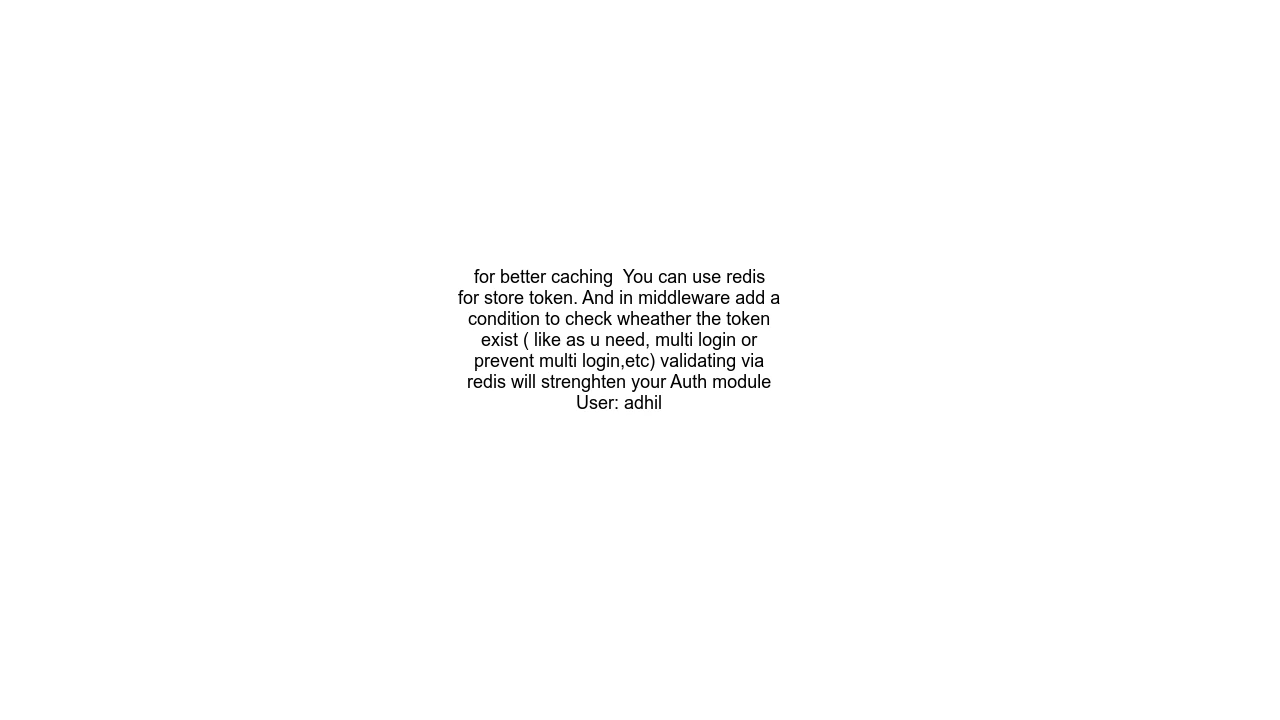 for better caching  You can use redis
for store token. And in middleware add a
condition to check wheather the token
exist ( like as u need, multi login or
prevent multi login,etc) validating via
redis will strenghten your Auth module
User: adhil